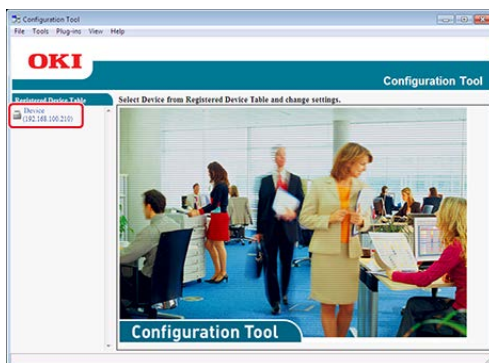 Configuration Tool
File Tools Plug-ins View Help
OKI
Configuration Tool
Registered Device Table
Select Device from Registered Device Table and change settings.
Device
(192.168.100.210)
Configuration Tool